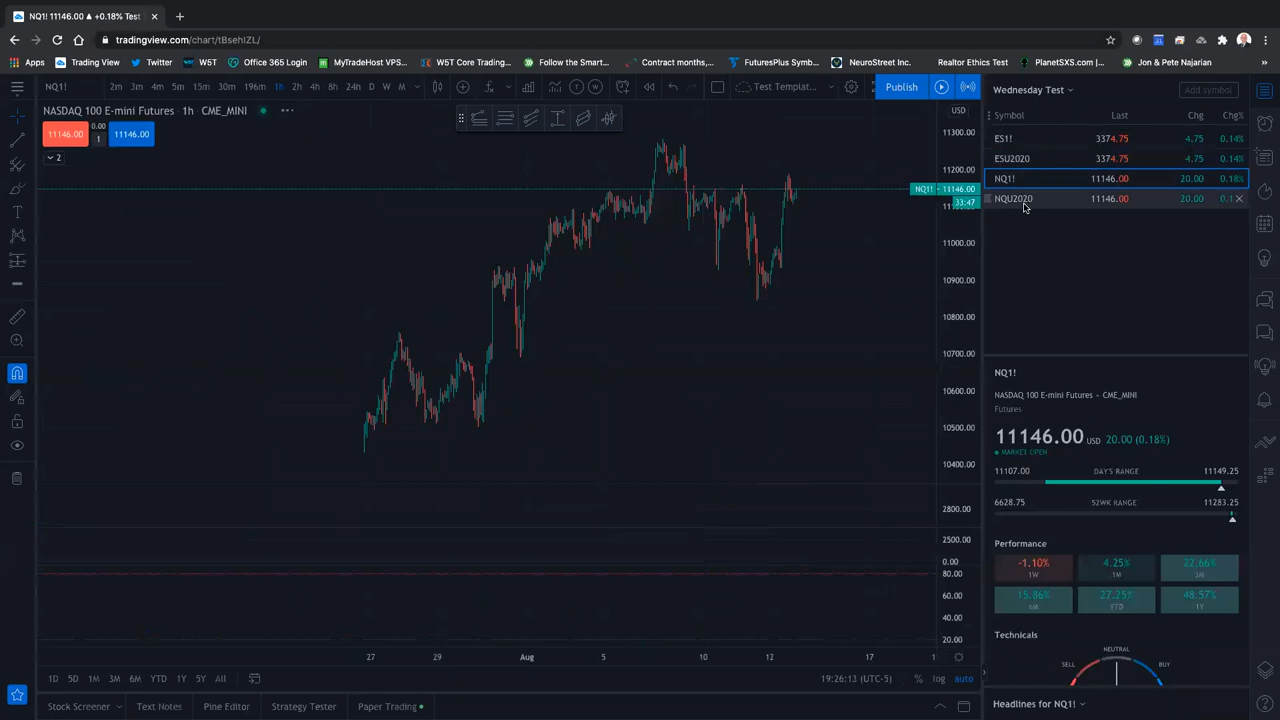 NQ1! 11146.00 ▲ +0.18% Test
tradingview.com/chart/tBsehIZL/
Apps Trading View Twitter W5T Office 365 Login MyTradeHost VPS... W5T Core Trading... Follow the Smart... Contract months,... FuturesPlus Symb... NeuroStreet Inc. Realtor Ethics Test PlanetSXS.com |... Jon & Pete Najarian
NQ1! 2m 3m 4m 5m 15m 30m 196m 1h 2h 4h 8h 24h D W M Test Templat... Publish
Wednesday Test Add symbol
NASDAQ 100 E-mini Futures · 1h · CME_MINI
11146.00 0.00 1 11146.00
2
USD
Symbol Last Chg Chg%
ES1! 3374.75 4.75 0.14%
ESU2020 3374.75 4.75 0.14%
NQ1! 11146.00 20.00 0.18%
NQU2020 11146.00 20.00
11300.00
11200.00
NQ1! 11146.00
33:47
11000.00
10900.00
10800.00
10700.00
10600.00
10500.00
10400.00
2800.00
2500.00
0.00
80.00
60.00
40.00
20.00
27 29 Aug 5 10 12 17
NQ1!
NASDAQ 100 E-mini Futures • CME_MINI
Futures
11146.00 USD 20.00 (0.18%)
MARKET OPEN
11107.00 DAY'S RANGE 11149.25
6628.75 52WK RANGE 11283.25
Performance
-1.10% 4.25% 22.66%
1W 1M 3M
15.86% 27.25% 48.57%
6M YTD 1Y
Technicals
NEUTRAL
SELL BUY
1D 5D 1M 3M 6M YTD 1Y 5Y All 19:26:13 (UTC-5) % log auto
Stock Screener Text Notes Pine Editor Strategy Tester Paper Trading
Headlines for NQ1!